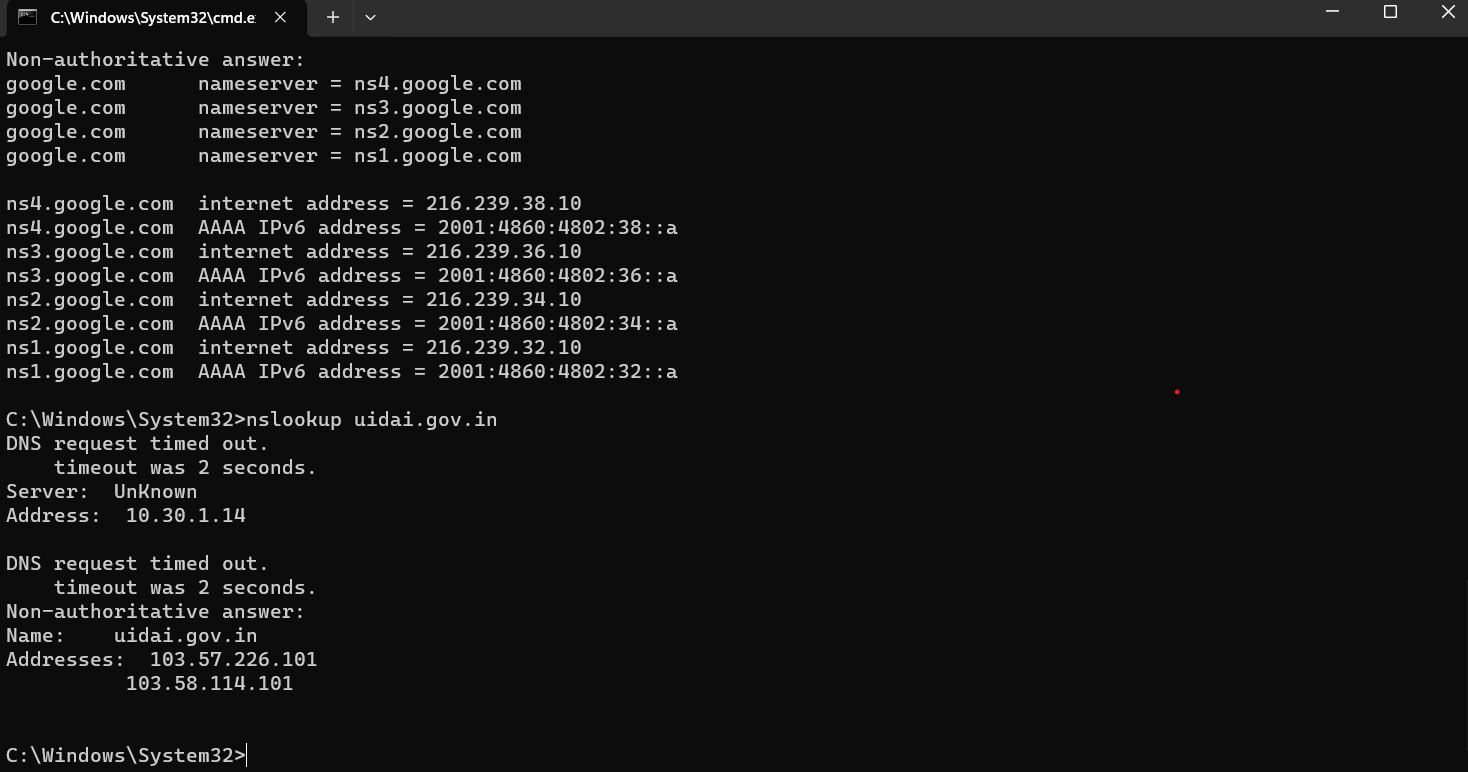 C:\Windows\System32\cmd.e
Non-authoritative answer:
google.com      nameserver = ns4.google.com
google.com      nameserver = ns3.google.com
google.com      nameserver = ns2.google.com
google.com      nameserver = ns1.google.com
ns4.google.com  internet address = 216.239.38.10
ns4.google.com  AAAA IPv6 address = 2001:4860:4802:38::a
ns3.google.com  internet address = 216.239.36.10
ns3.google.com  AAAA IPv6 address = 2001:4860:4802:36::a
ns2.google.com  internet address = 216.239.34.10
ns2.google.com  AAAA IPv6 address = 2001:4860:4802:34::a
ns1.google.com  internet address = 216.239.32.10
ns1.google.com  AAAA IPv6 address = 2001:4860:4802:32::a
C:\Windows\System32>nslookup uidai.gov.in
DNS request timed out.
    timeout was 2 seconds.
Server:  UnKnown
Address:  10.30.1.14
DNS request timed out.
    timeout was 2 seconds.
Non-authoritative answer:
Name:    uidai.gov.in
Addresses:  103.57.226.101
          103.58.114.101
C:\Windows\System32>